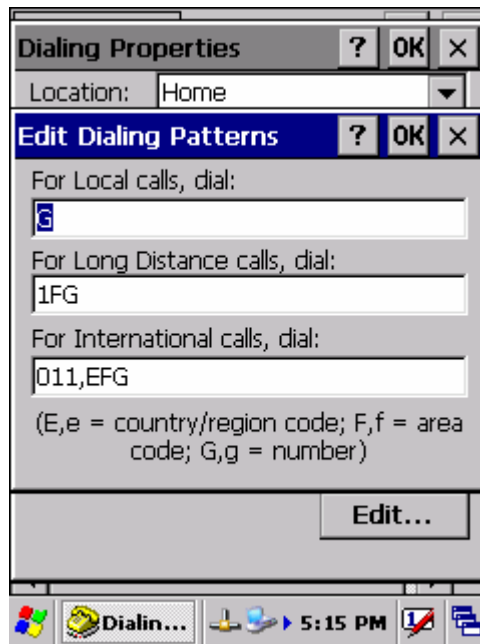 Dialing Properties ? OK ×
Location: Home
Edit Dialing Patterns ? OK ×
For Local calls, dial:
G
For Long Distance calls, dial:
1FG
For International calls, dial:
011,EFG
(E,e = country/region code; F,f = area
code; G,g = number)
Edit...
Dialin... 5:15 PM